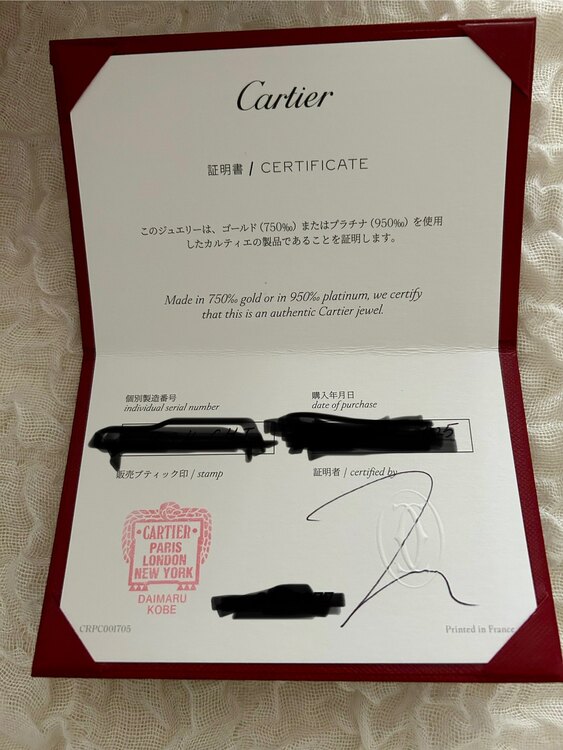 Cartier
証明書 / CERTIFICATE
このジュエリーは、ゴールド (750‰) またはプラチナ (950‰) を使用
したカルティエの製品であることを証明します。
Made in 750‰ gold or in 950‰ platinum, we certify
that this is an authentic Cartier jewel.
個別製造番号
individual serial number
購入年月日
date of purchase
販売ブティック印 / stamp
証明者 / certified by
CARTIER
PARIS
LONDON
NEW YORK
DAIMARU
KOBE
CRPC001705
Printed in France